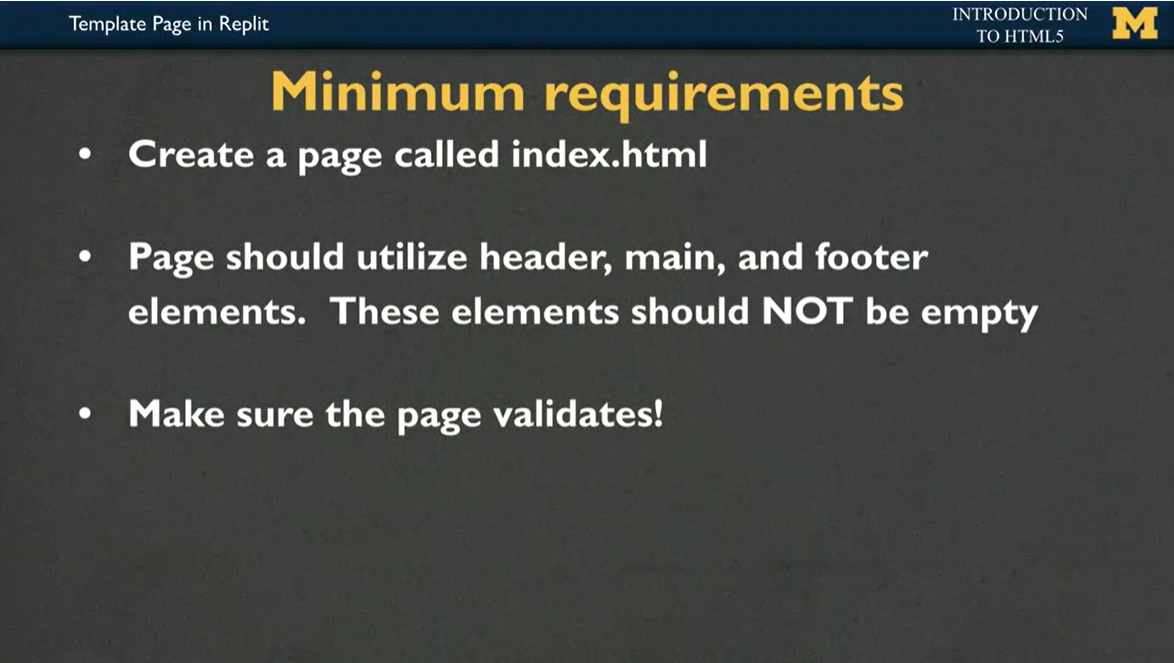 Template Page in Replit
INTRODUCTION
TO HTML5
M
Minimum requirements
• Create a page called index.html
• Page should utilize header, main, and footer
elements. These elements should NOT be empty
• Make sure the page validates!